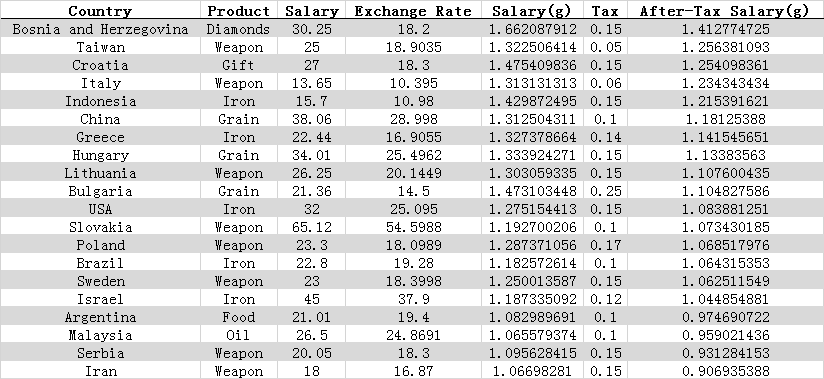 Country Product Salary Exchange Rate Salary(g) Tax After-Tax Salary(g)
Bosnia and Herzegovina Diamonds 30.25 18.2 1.662087912 0.15 1.412774725
Taiwan Weapon 25 18.9035 1.322506414 0.05 1.256381093
Croatia Gift 27 18.3 1.475409836 0.15 1.254098361
Italy Weapon 13.65 10.395 1.313131313 0.06 1.234343434
Indonesia Iron 15.7 10.98 1.429872495 0.15 1.215391621
China Grain 38.06 28.998 1.312504311 0.1 1.18125388
Greece Iron 22.44 16.9055 1.327378664 0.14 1.141545651
Hungary Grain 34.01 25.4962 1.333924271 0.15 1.13383563
Lithuania Weapon 26.25 20.1449 1.303059335 0.15 1.107600435
Bulgaria Grain 21.36 14.5 1.473103448 0.25 1.104827586
USA Iron 32 25.095 1.275154413 0.15 1.083881251
Slovakia Weapon 65.12 54.5988 1.192700206 0.1 1.073430185
Poland Weapon 23.3 18.0989 1.287371056 0.17 1.068517976
Brazil Iron 22.8 19.28 1.182572614 0.1 1.064315353
Sweden Weapon 23 18.3998 1.250013587 0.15 1.062511549
Israel Iron 45 37.9 1.187335092 0.12 1.044854881
Argentina Food 21.01 19.4 1.082989691 0.1 0.974690722
Malaysia Oil 26.5 24.8691 1.065579374 0.1 0.959021436
Serbia Weapon 20.05 18.3 1.095628415 0.15 0.931284153
Iran Weapon 18 16.87 1.06698281 0.15 0.906935388